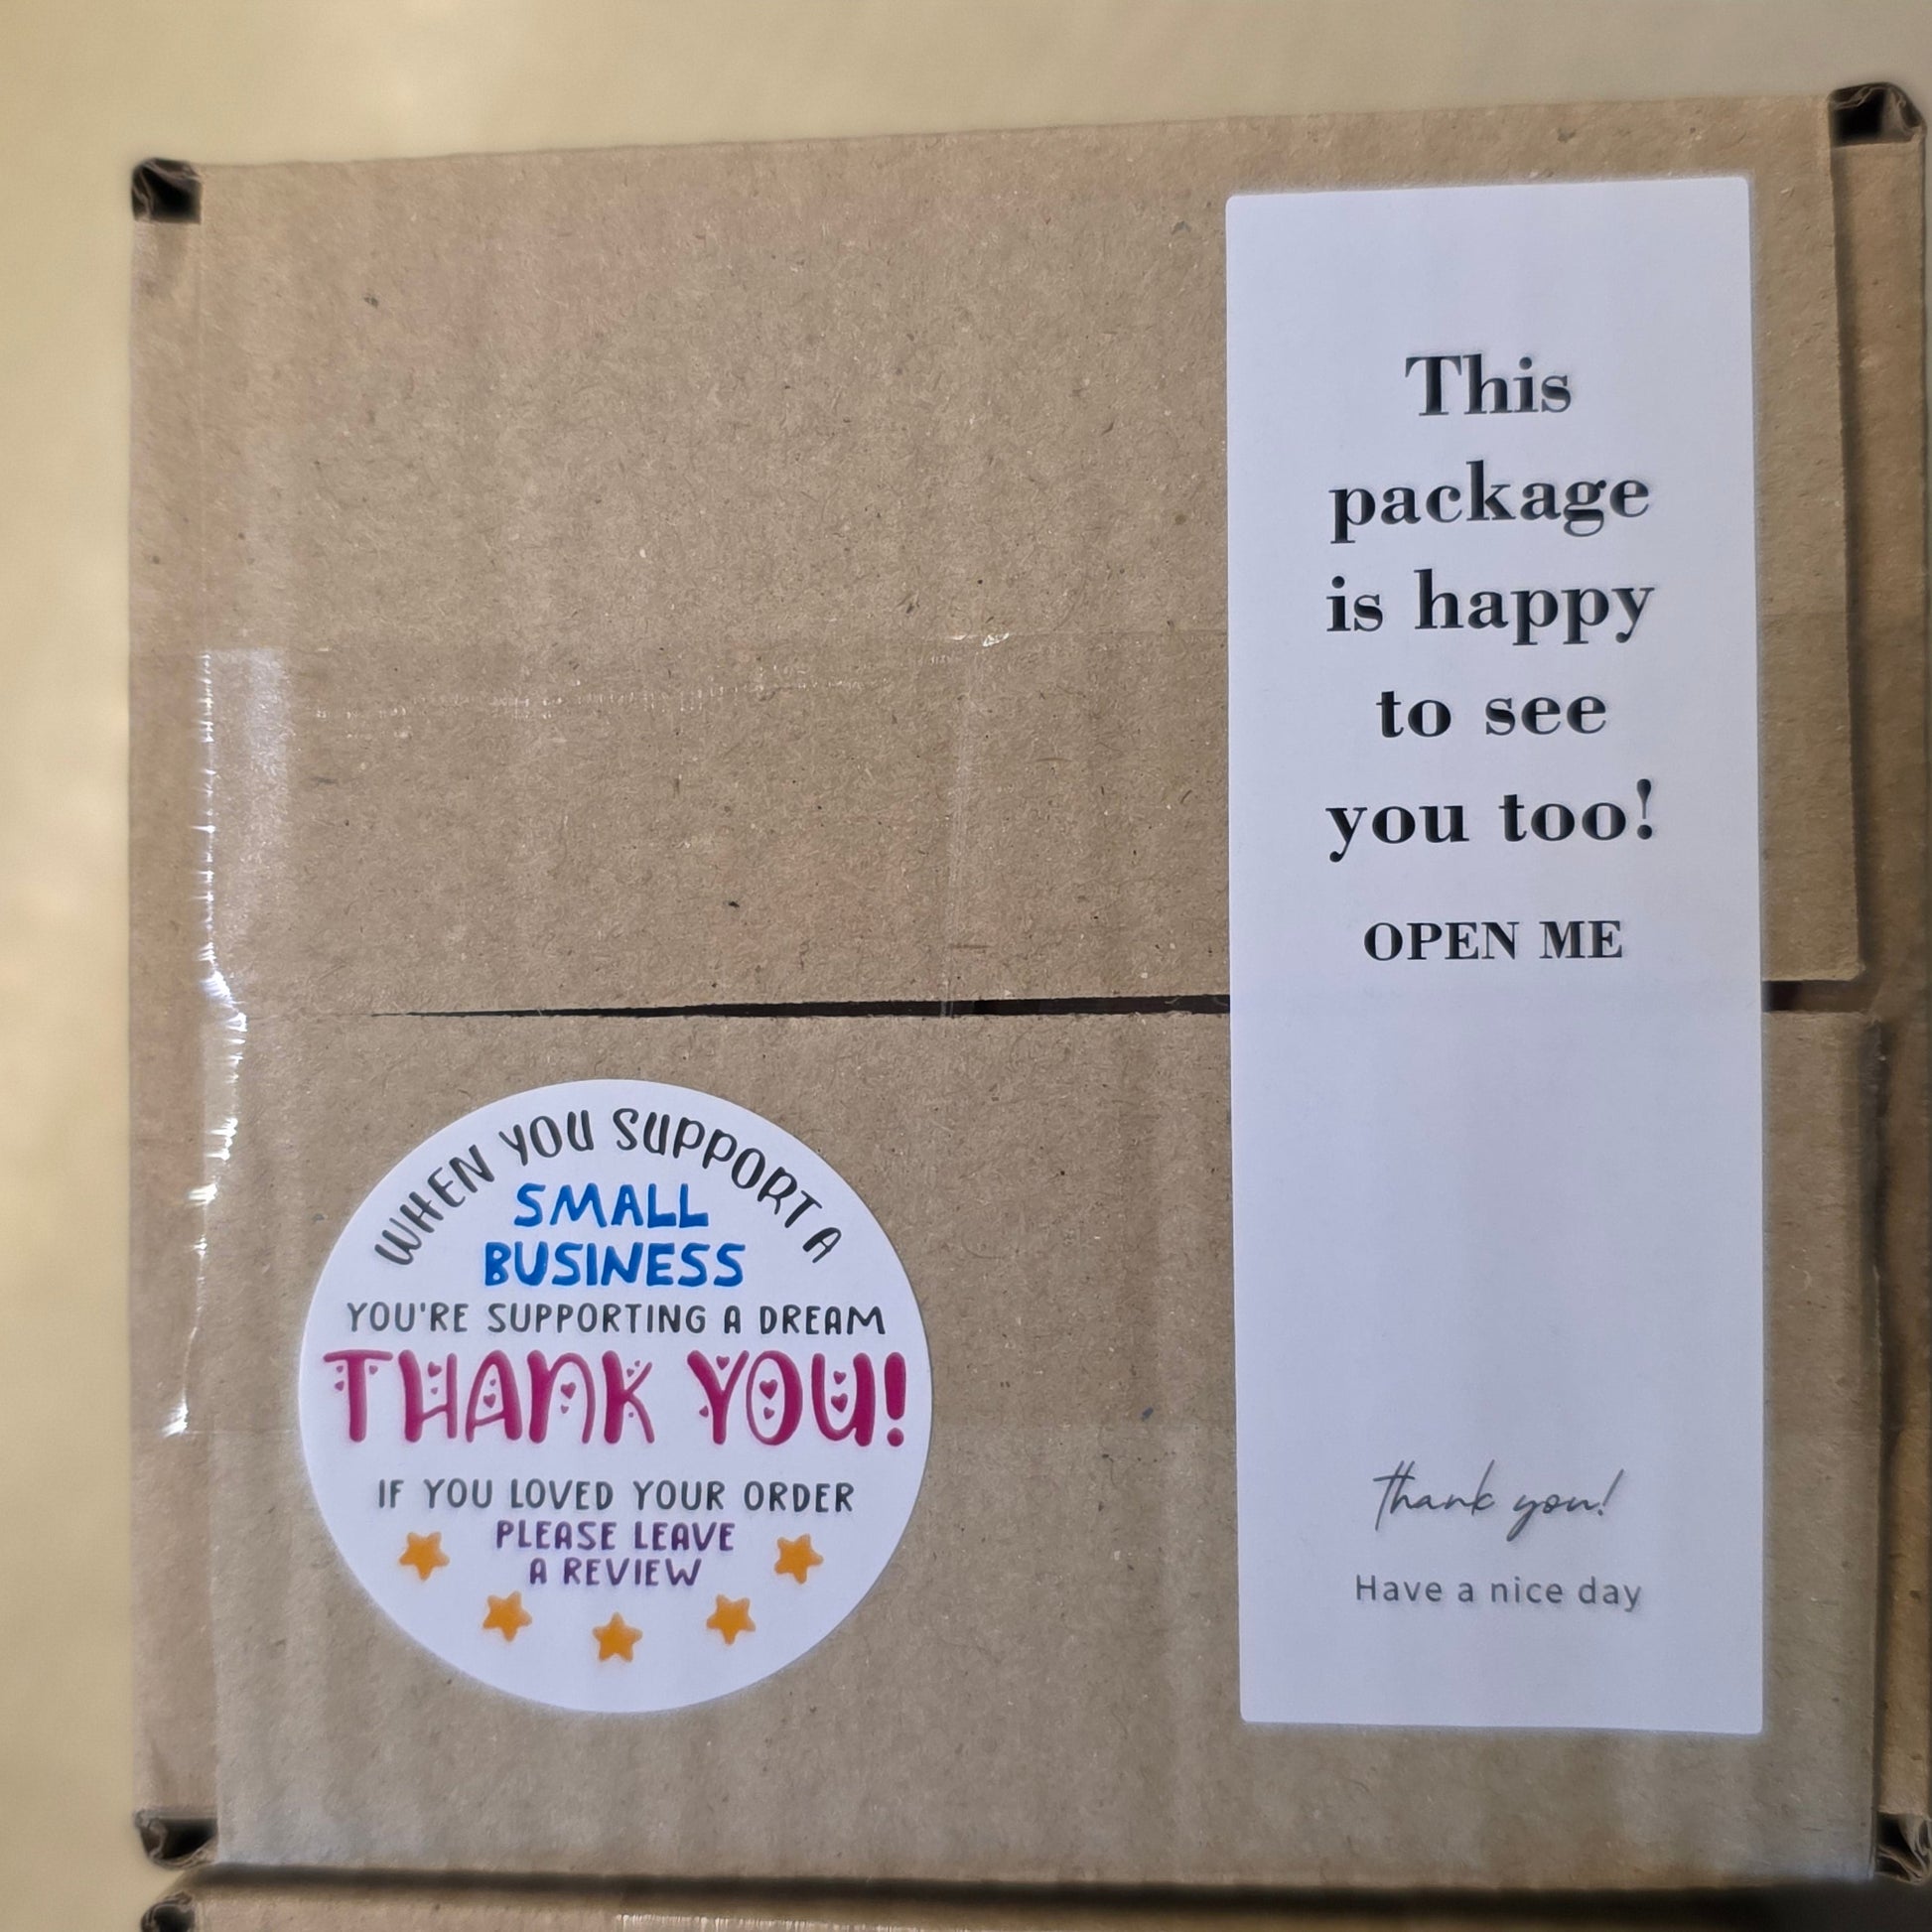 This
package
is happy
to see
you too!
OPEN ME
thank you!
Have a nice day
WHEN YOU SUPPORT A
SMALL
BUSINESS
YOU'RE SUPPORTING A DREAM
THANK YOU!
IF YOU LOVED YOUR ORDER
PLEASE LEAVE
A REVIEW